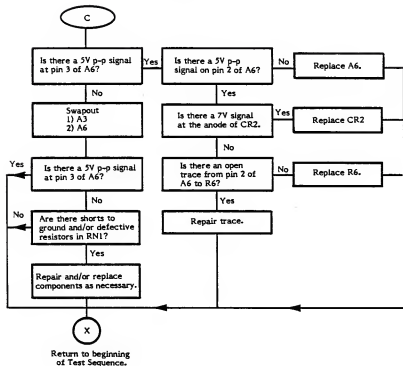 C
Is there a 5V p-p signal
at pin 3 of A6?
Yes
Is there a 5V p-p
signal on pin 2 of A6?
No
Replace A6.
No
Yes
Swapout
1) A3
2) A6
Is there a 7V signal
at the anode of CR2.
Yes
Replace CR2
No
Yes
Is there a 5V p-p signal
at pin 3 of A6?
Is there an open
trace from pin 2 of
A6 to R6?
No
Replace R6.
No
Yes
No
Are there shorts to
ground and/or defective
resistors in RN1?
Repair trace.
Yes
Repair and/or replace
components as necessary.
X
Return to beginning
of Test Sequence.